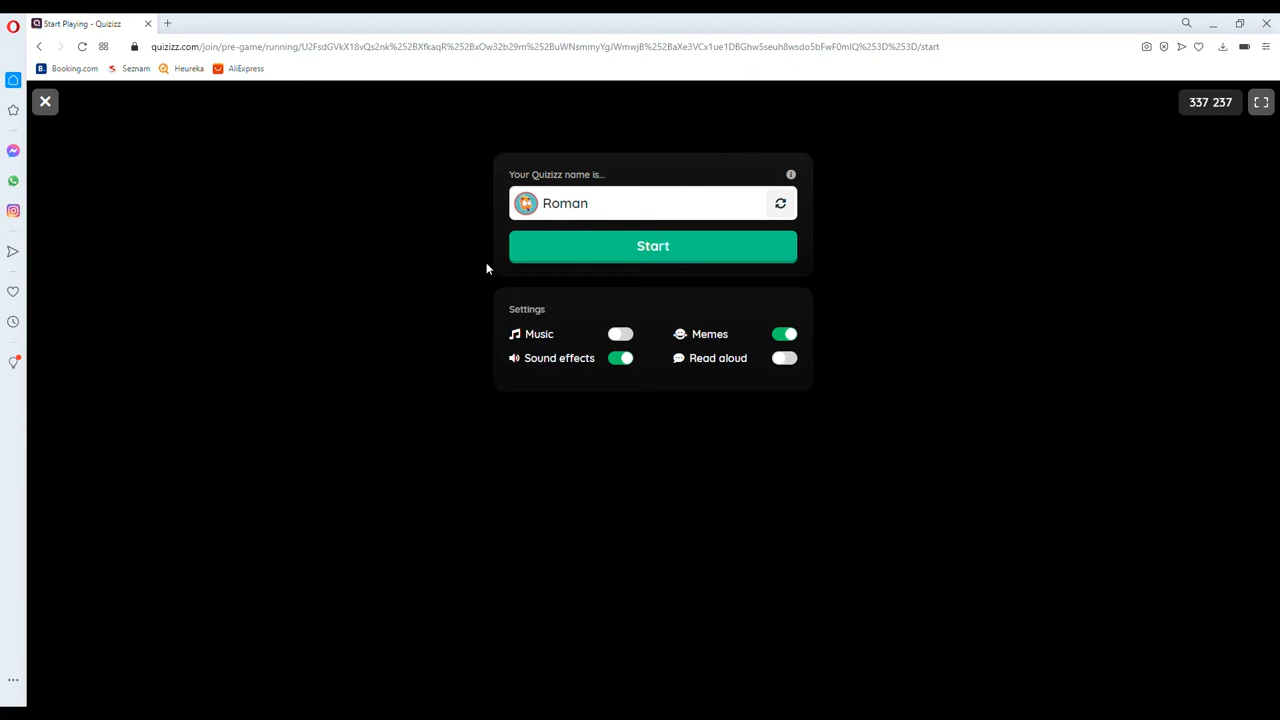 Start Playing - Quizizz
quizizz.com/join/pre-game/running/U2FsdGVkX18vQs2nk%252BXfkaqR%252BxOw32b29m%252BuWNsmmyYgJWmwjB%252BaXe3VCx1ue1DBGhw5seuh8wsdo5bFwF0mIQ%253D%253D/start
Booking.com Seznam Heureka AliExpress
337 237
Your Quizizz name is...
Roman
Start
Settings
Music Memes
Sound effects Read aloud